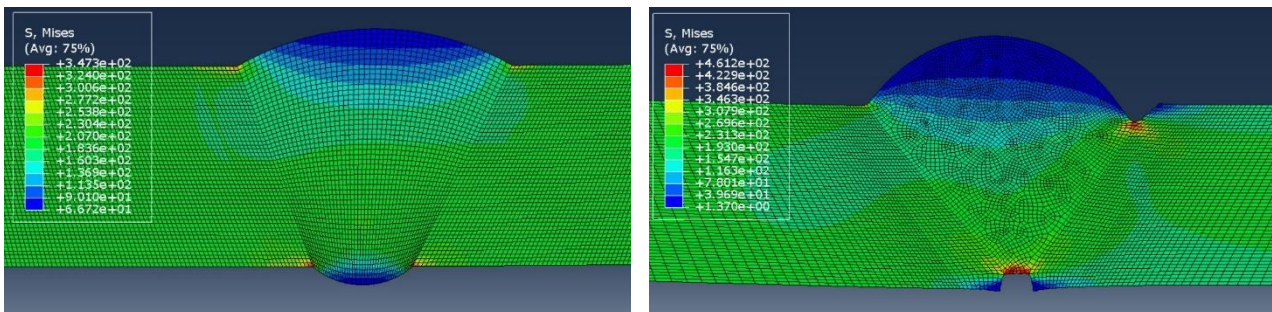 S, Mises
(Avg: 75%)
+3.473e+02
+3.240e+02
+3.006e+02
+2.772e+02
+2.538e+02
+2.304e+02
+2.070e+02
+1.836e+02
+1.603e+02
+1.369e+02
+1.135e+02
+9.010e+01
+6.672e+01
S, Mises
(Avg: 75%)
+4.612e+02
+4.229e+02
+3.846e+02
+3.463e+02
+3.079e+02
+2.696e+02
+2.313e+02
+1.930e+02
+1.547e+02
+1.163e+02
+7.801e+01
+3.969e+01
+1.370e+00